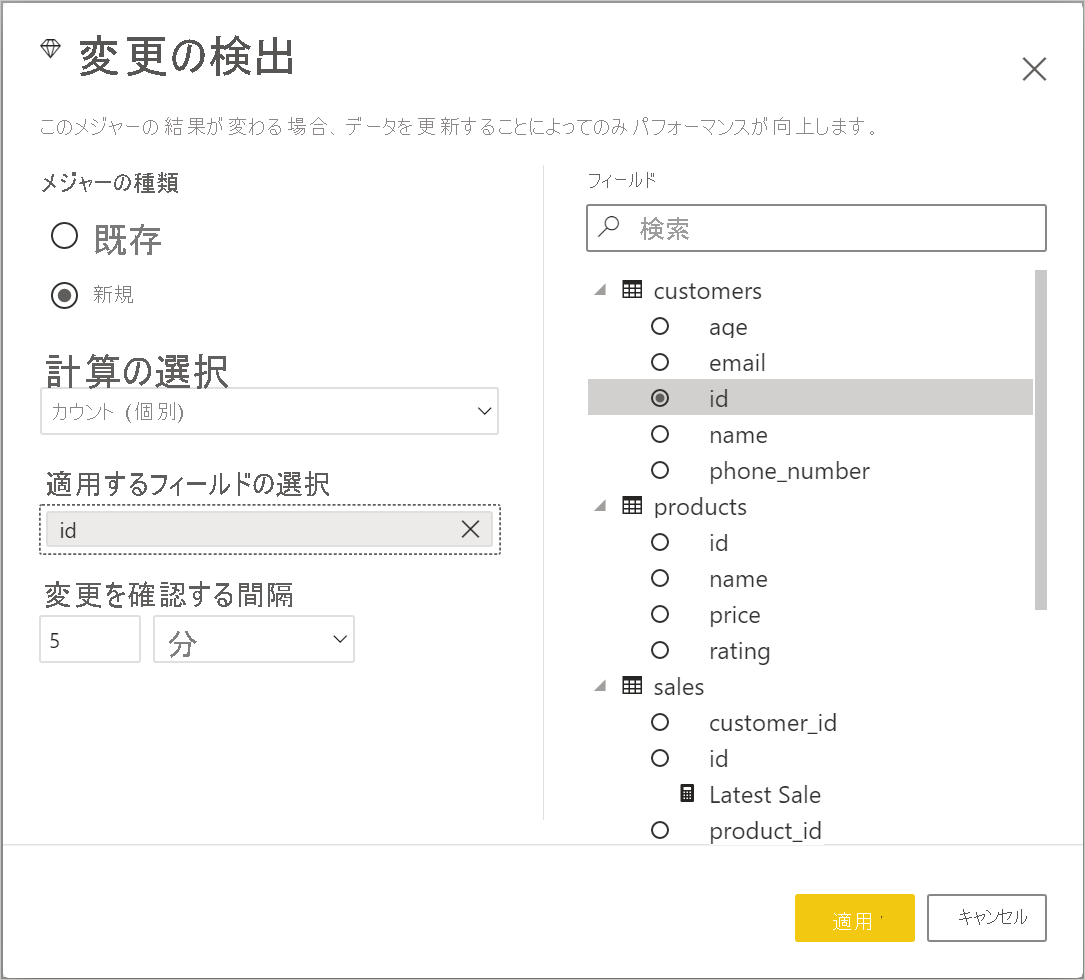 変更の検出
このメジャーの結果が変わる場合、データを更新することによってのみパフォーマンスが向上します。
メジャーの種類
既存
新規
計算の選択
カウント (個別)
適用するフィールドの選択
id
変更を確認する間隔
5
分
フィールド
検索
customers
age
email
id
name
phone_number
products
id
name
price
rating
sales
customer_id
id
Latest Sale
product_id
適用
キャンセル